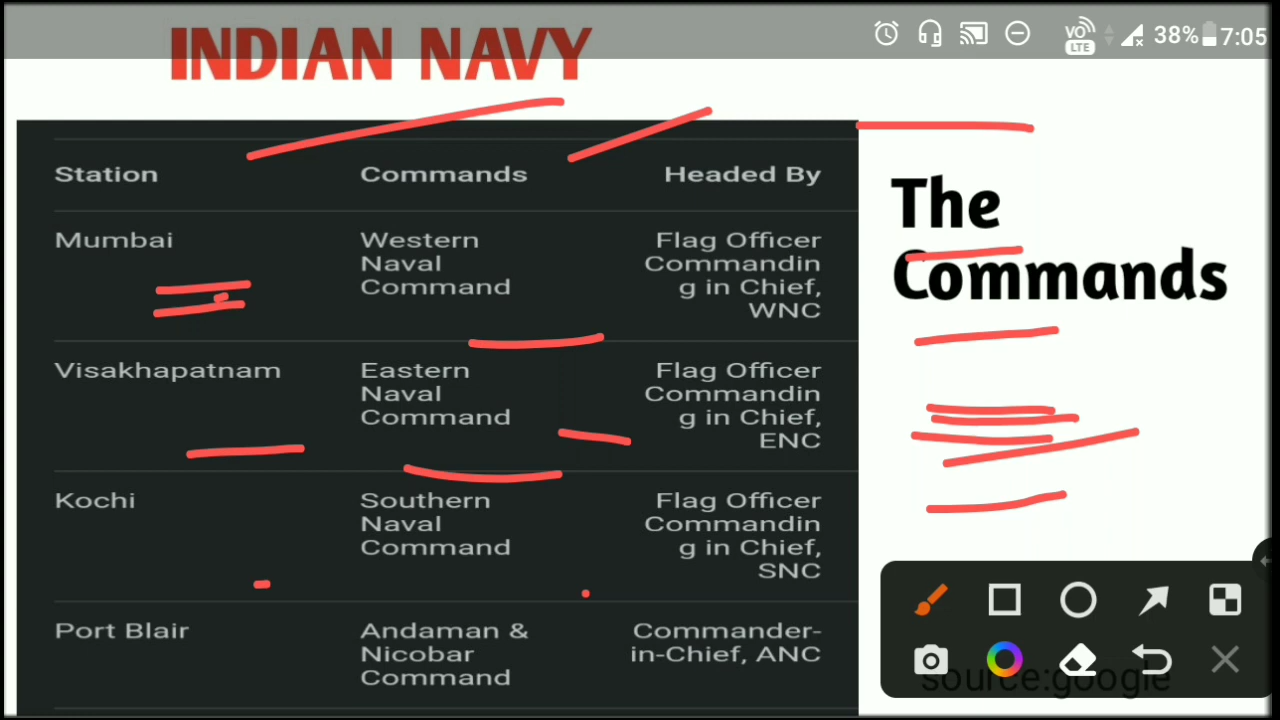 INDIAN NAVY
VO LTE 38% 7:05
Station Commands Headed By
Mumbai Western Flag Officer
Naval Commandin
Command g in Chief,
WNC
Visakhapatnam Eastern Flag Officer
Naval Commandin
Command g in Chief,
ENC
Kochi Southern Flag Officer
Naval Commandin
Command g in Chief,
SNC
Port Blair Andaman & Commander-
Nicobar in-Chief, ANC
Command
The
Commands
source:google